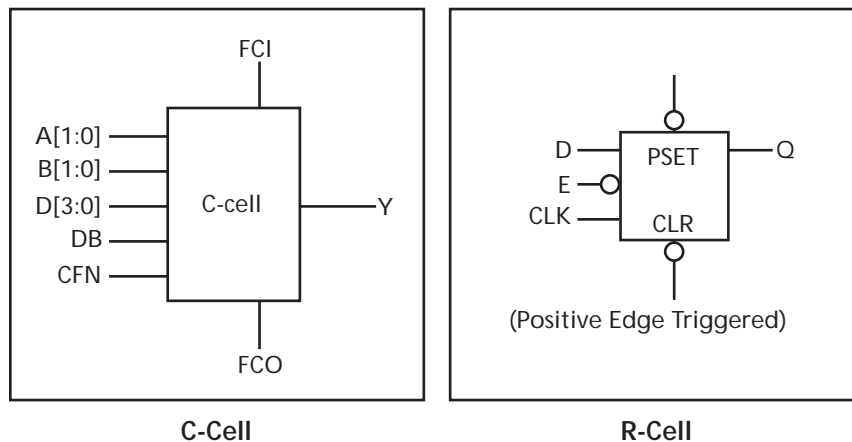 FCI
A[1:0]
B[1:0]
D[3:0]
DB
CFN
C-cell
Y
FCO
C-Cell
D
E
CLK
PSET
CLR
Q
(Positive Edge Triggered)
R-Cell